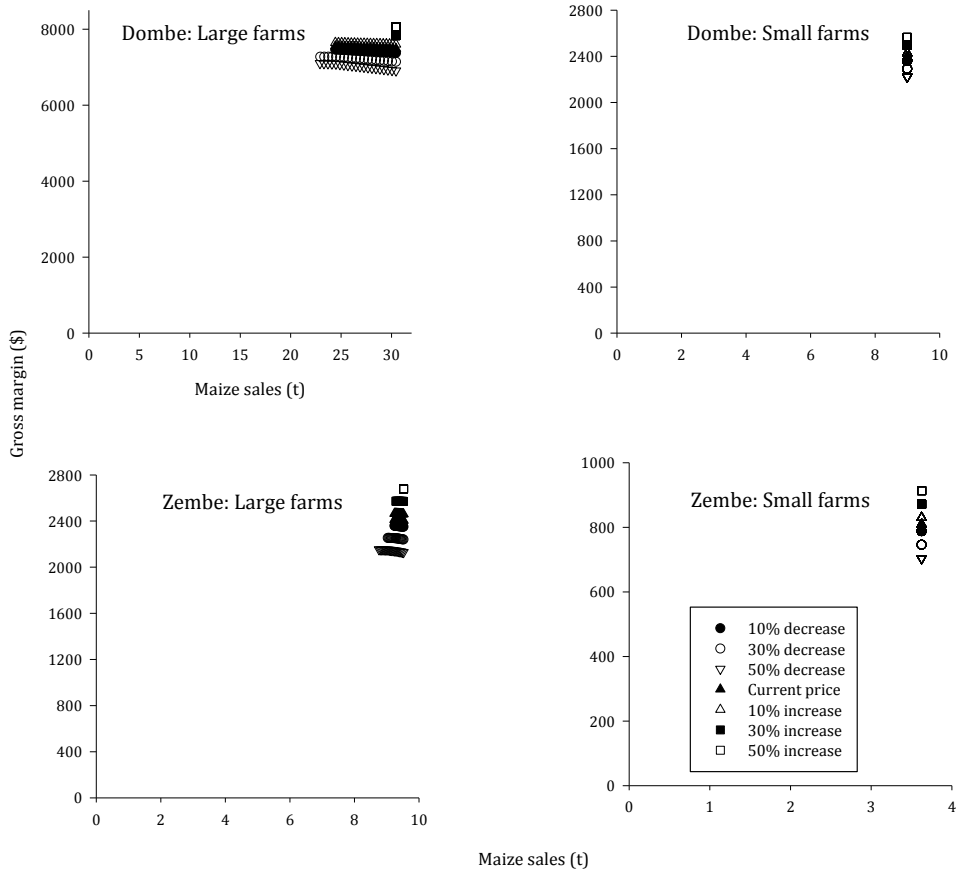 Gross margin ($)
Dombe: Large farms
8000
6000
4000
2000
0
0 5 10 15 20 25 30
Maize sales (t)
Dombe: Small farms
2800
2400
2000
1600
1200
800
400
0
0 2 4 6 8 10
Zembe: Large farms
2800
2400
2000
1600
1200
800
400
0
0 2 4 6 8 10
Zembe: Small farms
1000
800
600
400
200
0
0 1 2 3 4
10% decrease
30% decrease
50% decrease
Current price
10% increase
30% increase
50% increase
Maize sales (t)